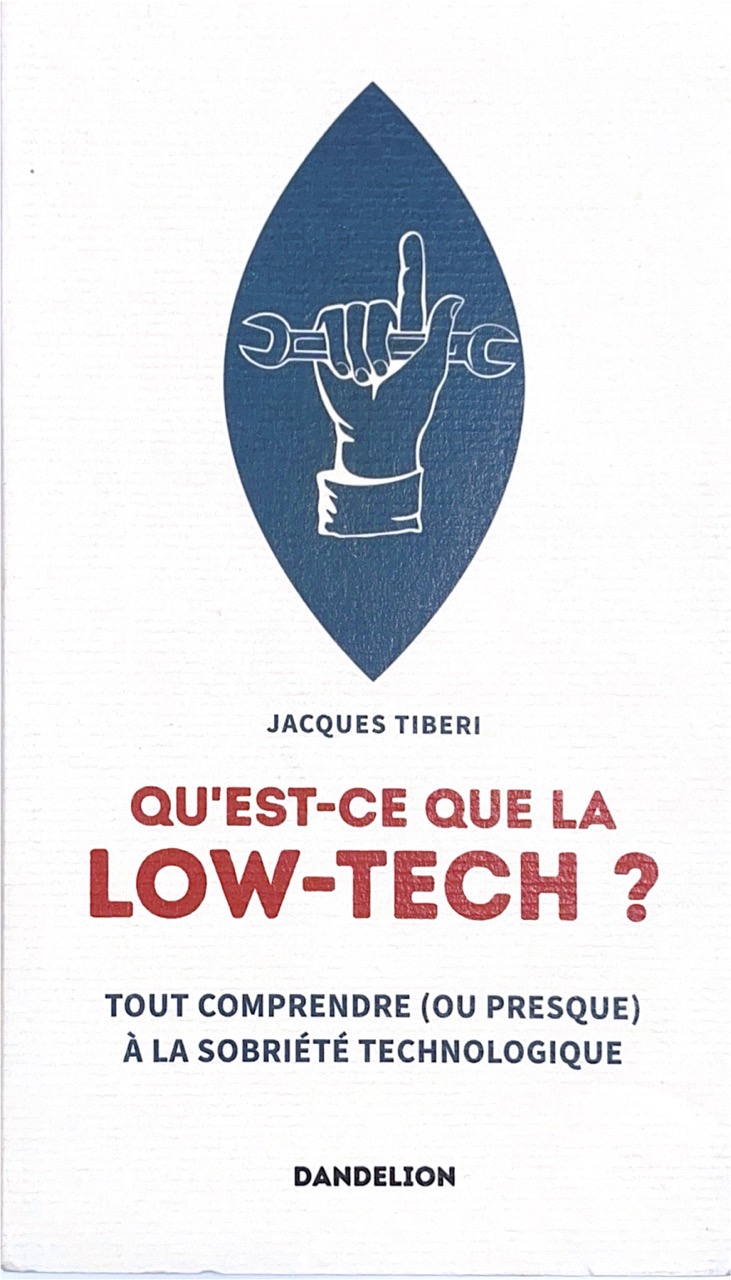 JACQUES TIBERI
QU'EST-CE QUE LA
LOW-TECH ?
TOUT COMPRENDRE (OU PRESQUE)
À LA SOBRIÉTÉ TECHNOLOGIQUE
DANDELION